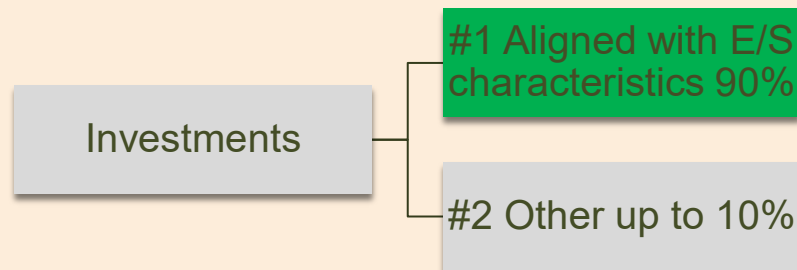 #1 Aligned with E/S
characteristics 90%
Investments
#2 Other up to 10%